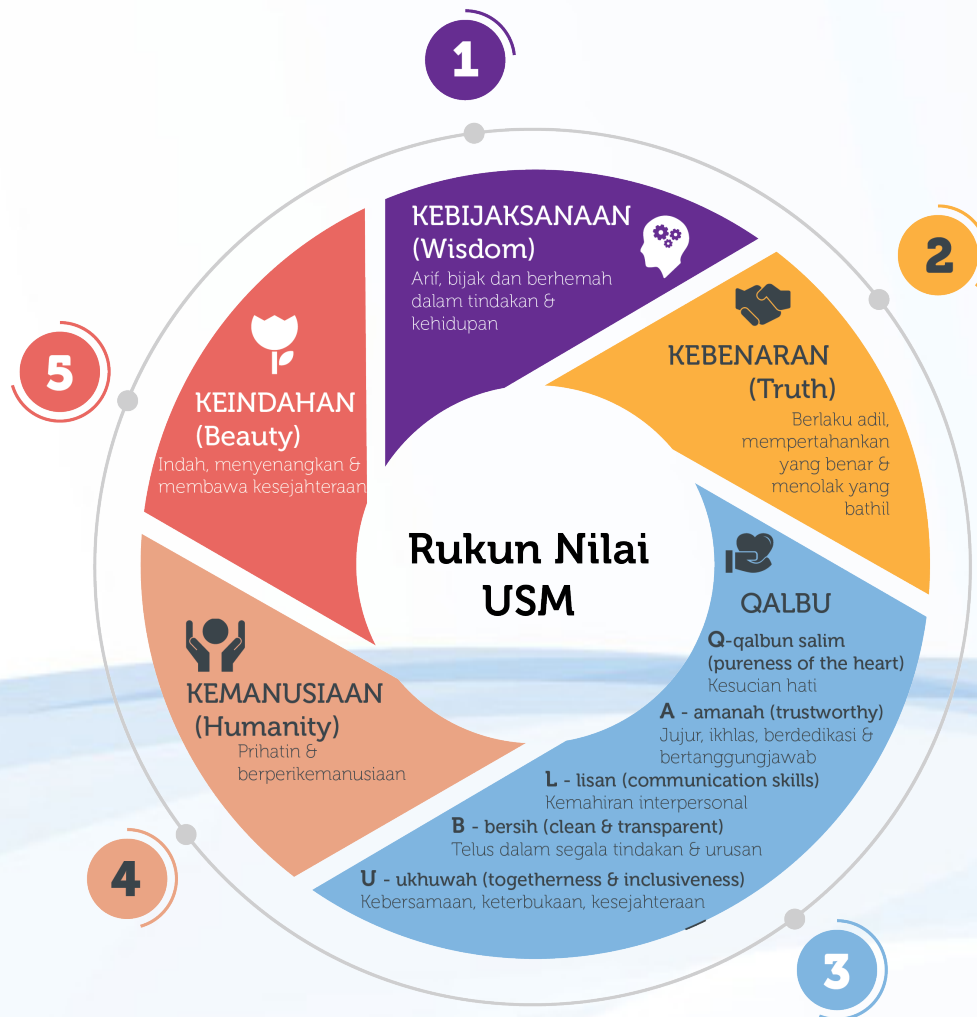 1
KEBIJAKSANAAN
(Wisdom)
Arif, bijak dan berhemah
dalam tindakan &
kehidupan
2
KEBENARAN
(Truth)
Berlaku adil,
mempertahankan
yang benar &
menolak yang
bathil
Rukun Nilai
USM
QALBU
Q-qalbun salim
(pureness of the heart)
Kesucian hati
A - amanah (trustworthy)
Jujur, ikhlas, berdedikasi &
bertanggungjawab
L - lisan (communication skills)
Kemahiran interpersonal
B - bersih (clean & transparent)
Telus dalam segala tindakan & urusan
U - ukhuwah (togetherness & inclusiveness)
Kebersamaan, keterbukaan, kesejahteraan
3
KEMANUSIAAN
(Humanity)
Prihatin &
berperikemanusiaan
4
KEINDAHAN
(Beauty)
Indah, menyenangkan &
membawa kesejahteraan
5